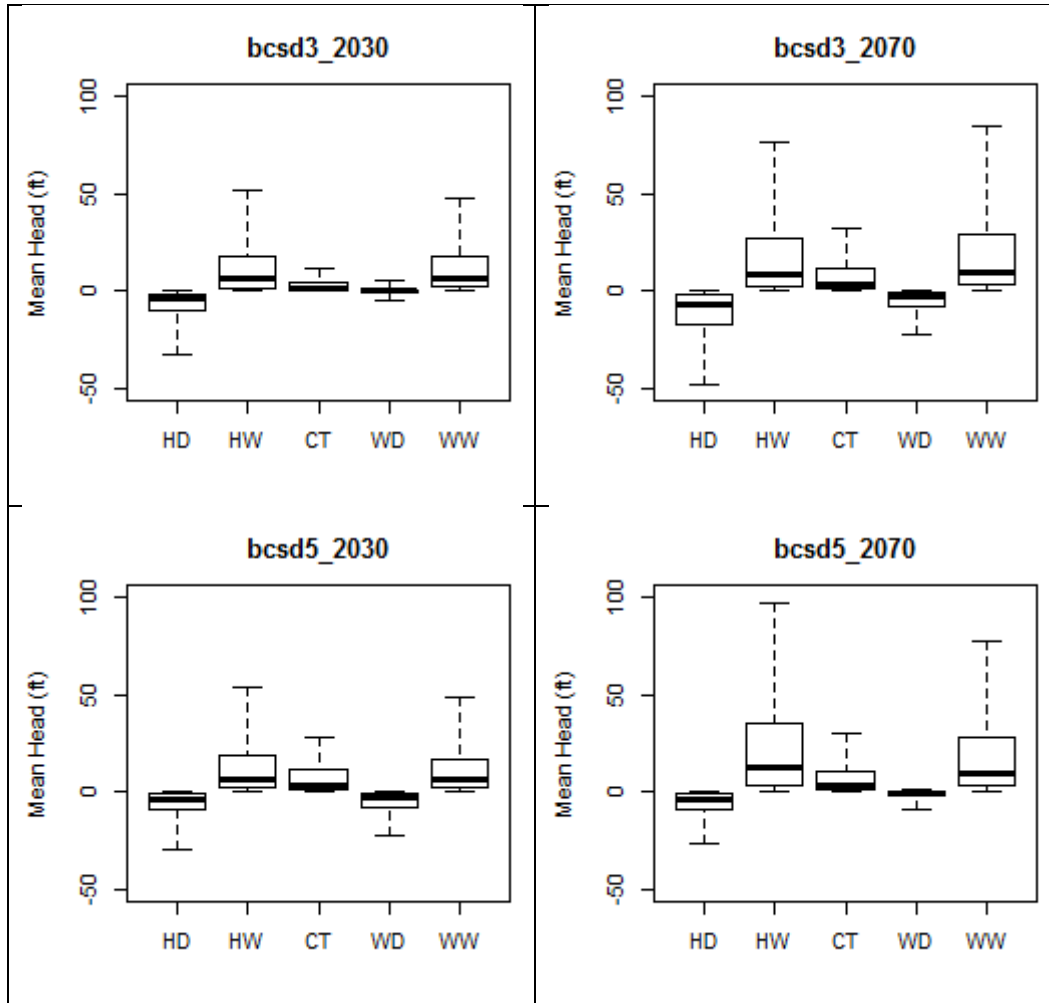 bcsd3_2030
Mean Head (ft)
100
50
0
-50
HD HW CT WD WW
bcsd3_2070
Mean Head (ft)
100
50
0
-50
HD HW CT WD WW
bcsd5_2030
Mean Head (ft)
100
50
0
-50
HD HW CT WD WW
bcsd5_2070
Mean Head (ft)
100
50
0
-50
HD HW CT WD WW